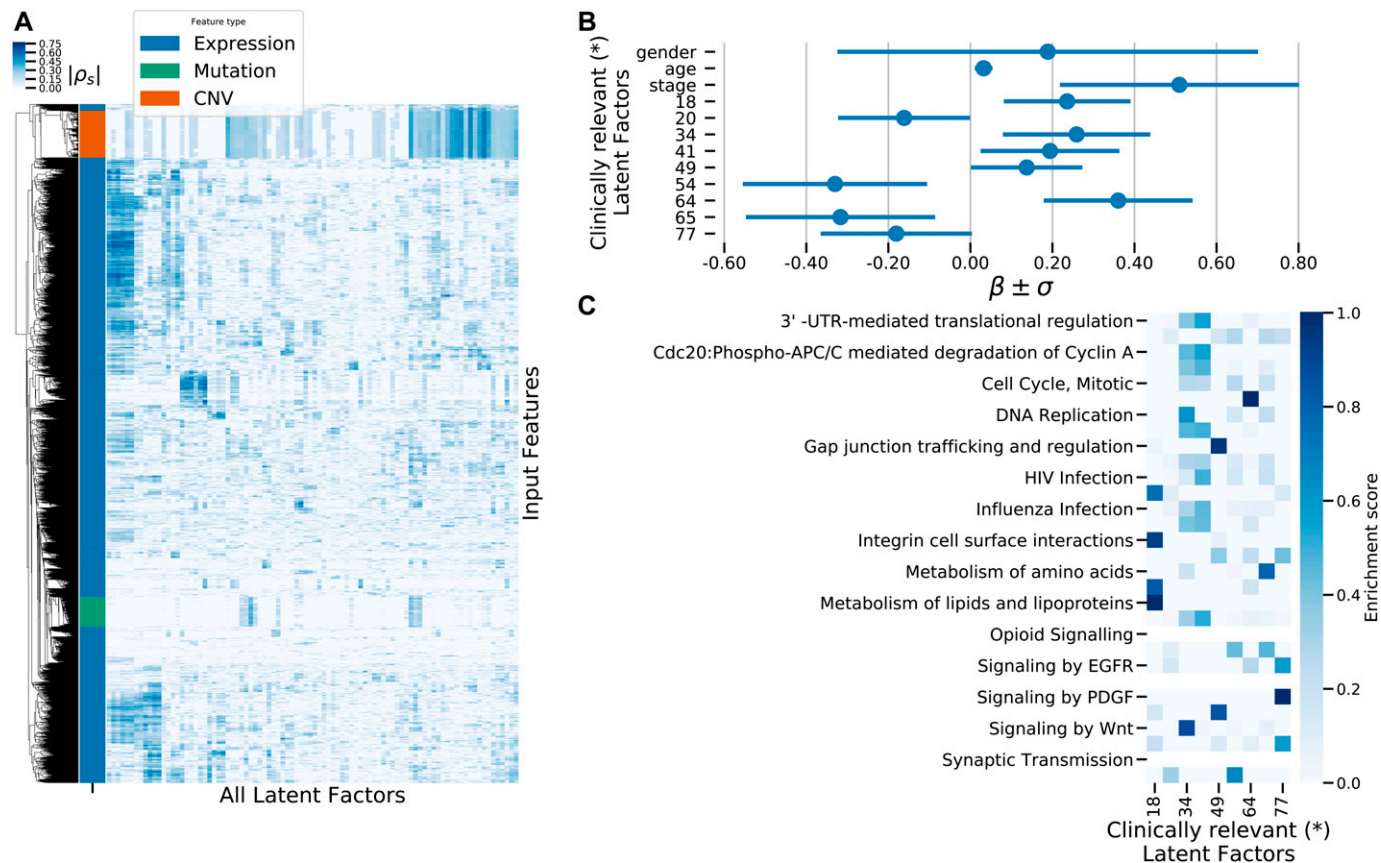 A
Feature type
Expression
Mutation
CNV
0.75
0.60
0.45
0.30
0.15
0.00
|ρs|
Input Features
All Latent Factors
B
Clinically relevant (*)
Latent Factors
gender
age
stage
18
20
34
41
49
54
64
65
77
-0.60
-0.40
-0.20
0.00
0.20
0.40
0.60
0.80
β ± σ
C
3' -UTR-mediated translational regulation
Cdc20:Phospho-APC/C mediated degradation of Cyclin A
Cell Cycle, Mitotic
DNA Replication
Gap junction trafficking and regulation
HIV Infection
Influenza Infection
Integrin cell surface interactions
Metabolism of amino acids
Metabolism of lipids and lipoproteins
Opioid Signalling
Signaling by EGFR
Signaling by PDGF
Signaling by Wnt
Synaptic Transmission
18
34
49
64
77
Clinically relevant (*)
Latent Factors
1.0
0.8
0.6
0.4
0.2
0.0
Enrichment score